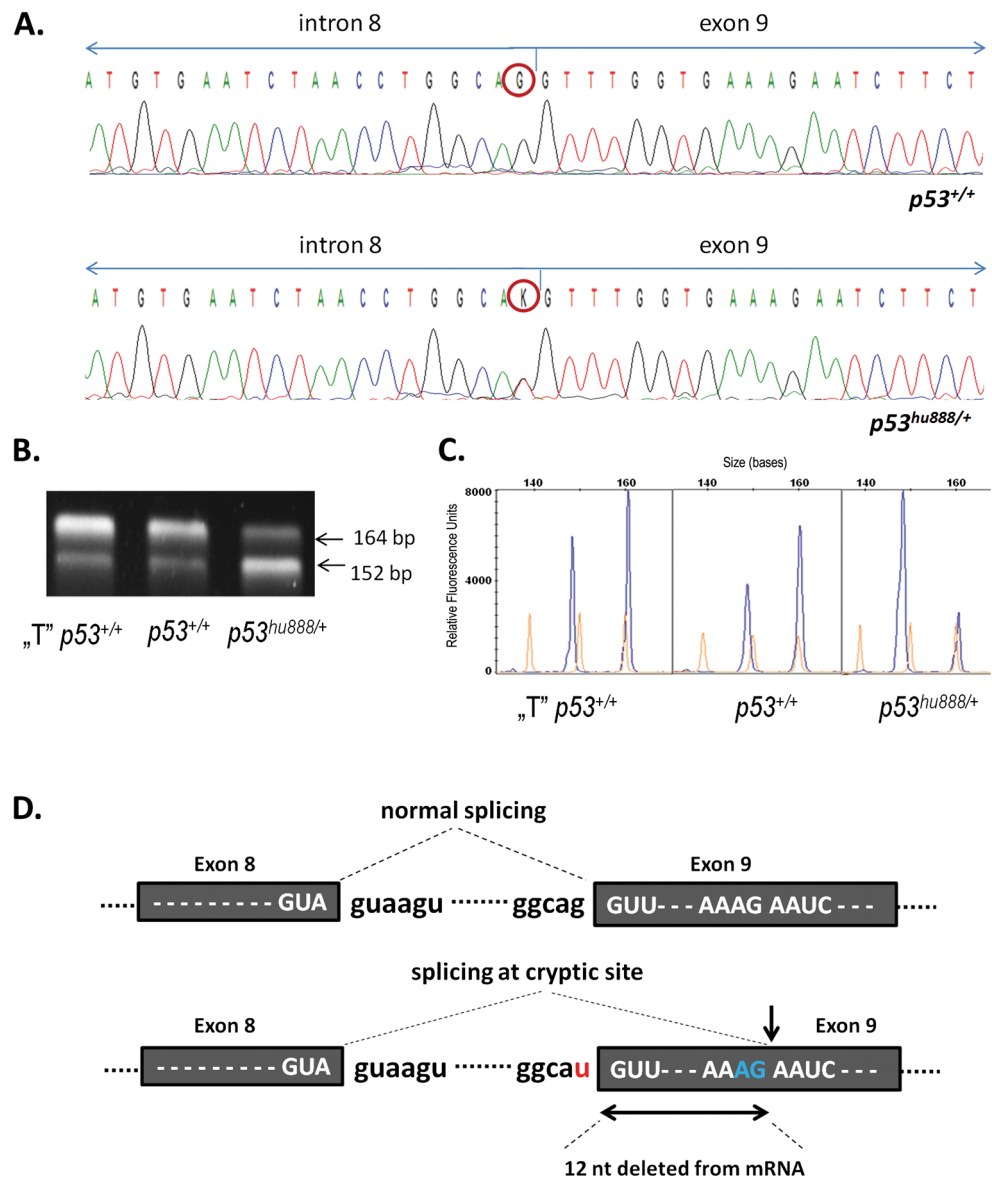 A.
intron 8 exon 9
A T G T G A A T C T A A C C T G G C A G G T T T G G T G A A A G A A T C T T C T
p53+/+
intron 8 exon 9
A T G T G A A T C T A A C C T G G C A K G T T T G G T G A A A G A A T C T T C T
p53hu888/+
B.
164 bp
152 bp
„T” p53+/+ p53+/+ p53hu888/+
C.
Size (bases)
140 160 140 160 140 160
8000
4000
0
Relative Fluorescence Units
„T” p53+/+ p53+/+ p53hu888/+
D.
normal splicing
Exon 8 Exon 9
- - - - - - - - - GUA guaagu ······· ggcag GUU- - - AAAG AAUC - - -
splicing at cryptic site
Exon 8 Exon 9
- - - - - - - - - GUA guaagu ······· ggcau GUU- - - AAAG AAUC - - -
12 nt deleted from mRNA